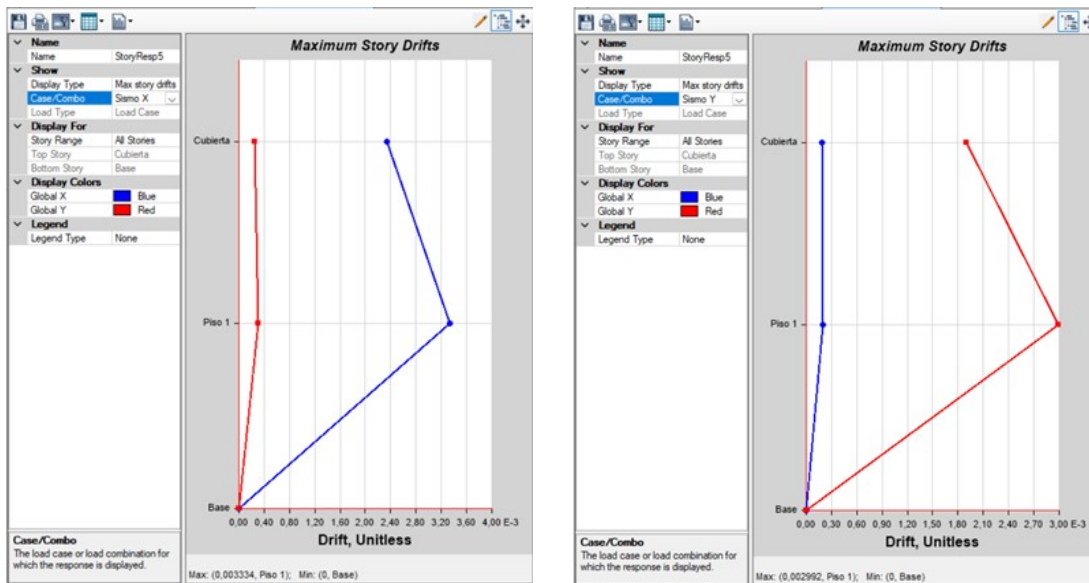 Name
Name StoryResp5
Show
Display Type Max story drifts
Case/Combo Sismo X
Load Type Load Case
Display For
Story Range All Stories
Top Story Cubierta
Bottom Story Base
Display Colors
Global X Blue
Global Y Red
Legend
Legend Type None
Case/Combo
The load case or load combination for
which the response is displayed.
Maximum Story Drifts
Cubierta
Piso 1
Base
0,00 0,40 0,80 1,20 1,60 2,00 2,40 2,80 3,20 3,60 4,00 E-3
Drift, Unitless
Max: (0,003334, Piso 1); Min: (0, Base)
Name
Name StoryResp5
Show
Display Type Max story drifts
Case/Combo Sismo Y
Load Type Load Case
Display For
Story Range All Stories
Top Story Cubierta
Bottom Story Base
Display Colors
Global X Blue
Global Y Red
Legend
Legend Type None
Case/Combo
The load case or load combination for
which the response is displayed.
Maximum Story Drifts
Cubierta
Piso 1
Base
0,00 0,30 0,60 0,90 1,20 1,50 1,80 2,10 2,40 2,70 3,00 E-3
Drift, Unitless
Max: (0,002992, Piso 1); Min: (0, Base)